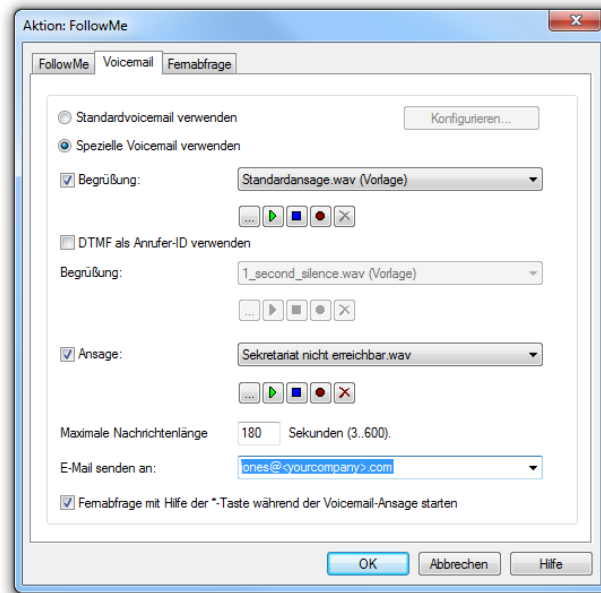 Aktion: FollowMe
FollowMe Voicemail Fernabfrage
Standardvoicemail verwenden Konfigurieren...
Spezielle Voicemail verwenden
Begrüßung: Standardansage.wav (Vorlage)
...
DTMF als Anrufer-ID verwenden
Begrüßung: 1_second_silence.wav (Vorlage)
...
Ansage: Sekretariat nicht erreichbar.wav
...
Maximale Nachrichtenlänge 180 Sekunden (3..600).
E-Mail senden an: jones@<yourcompany>.com
Fernabfrage mit Hilfe der *-Taste während der Voicemail-Ansage starten
OK Abbrechen Hilfe